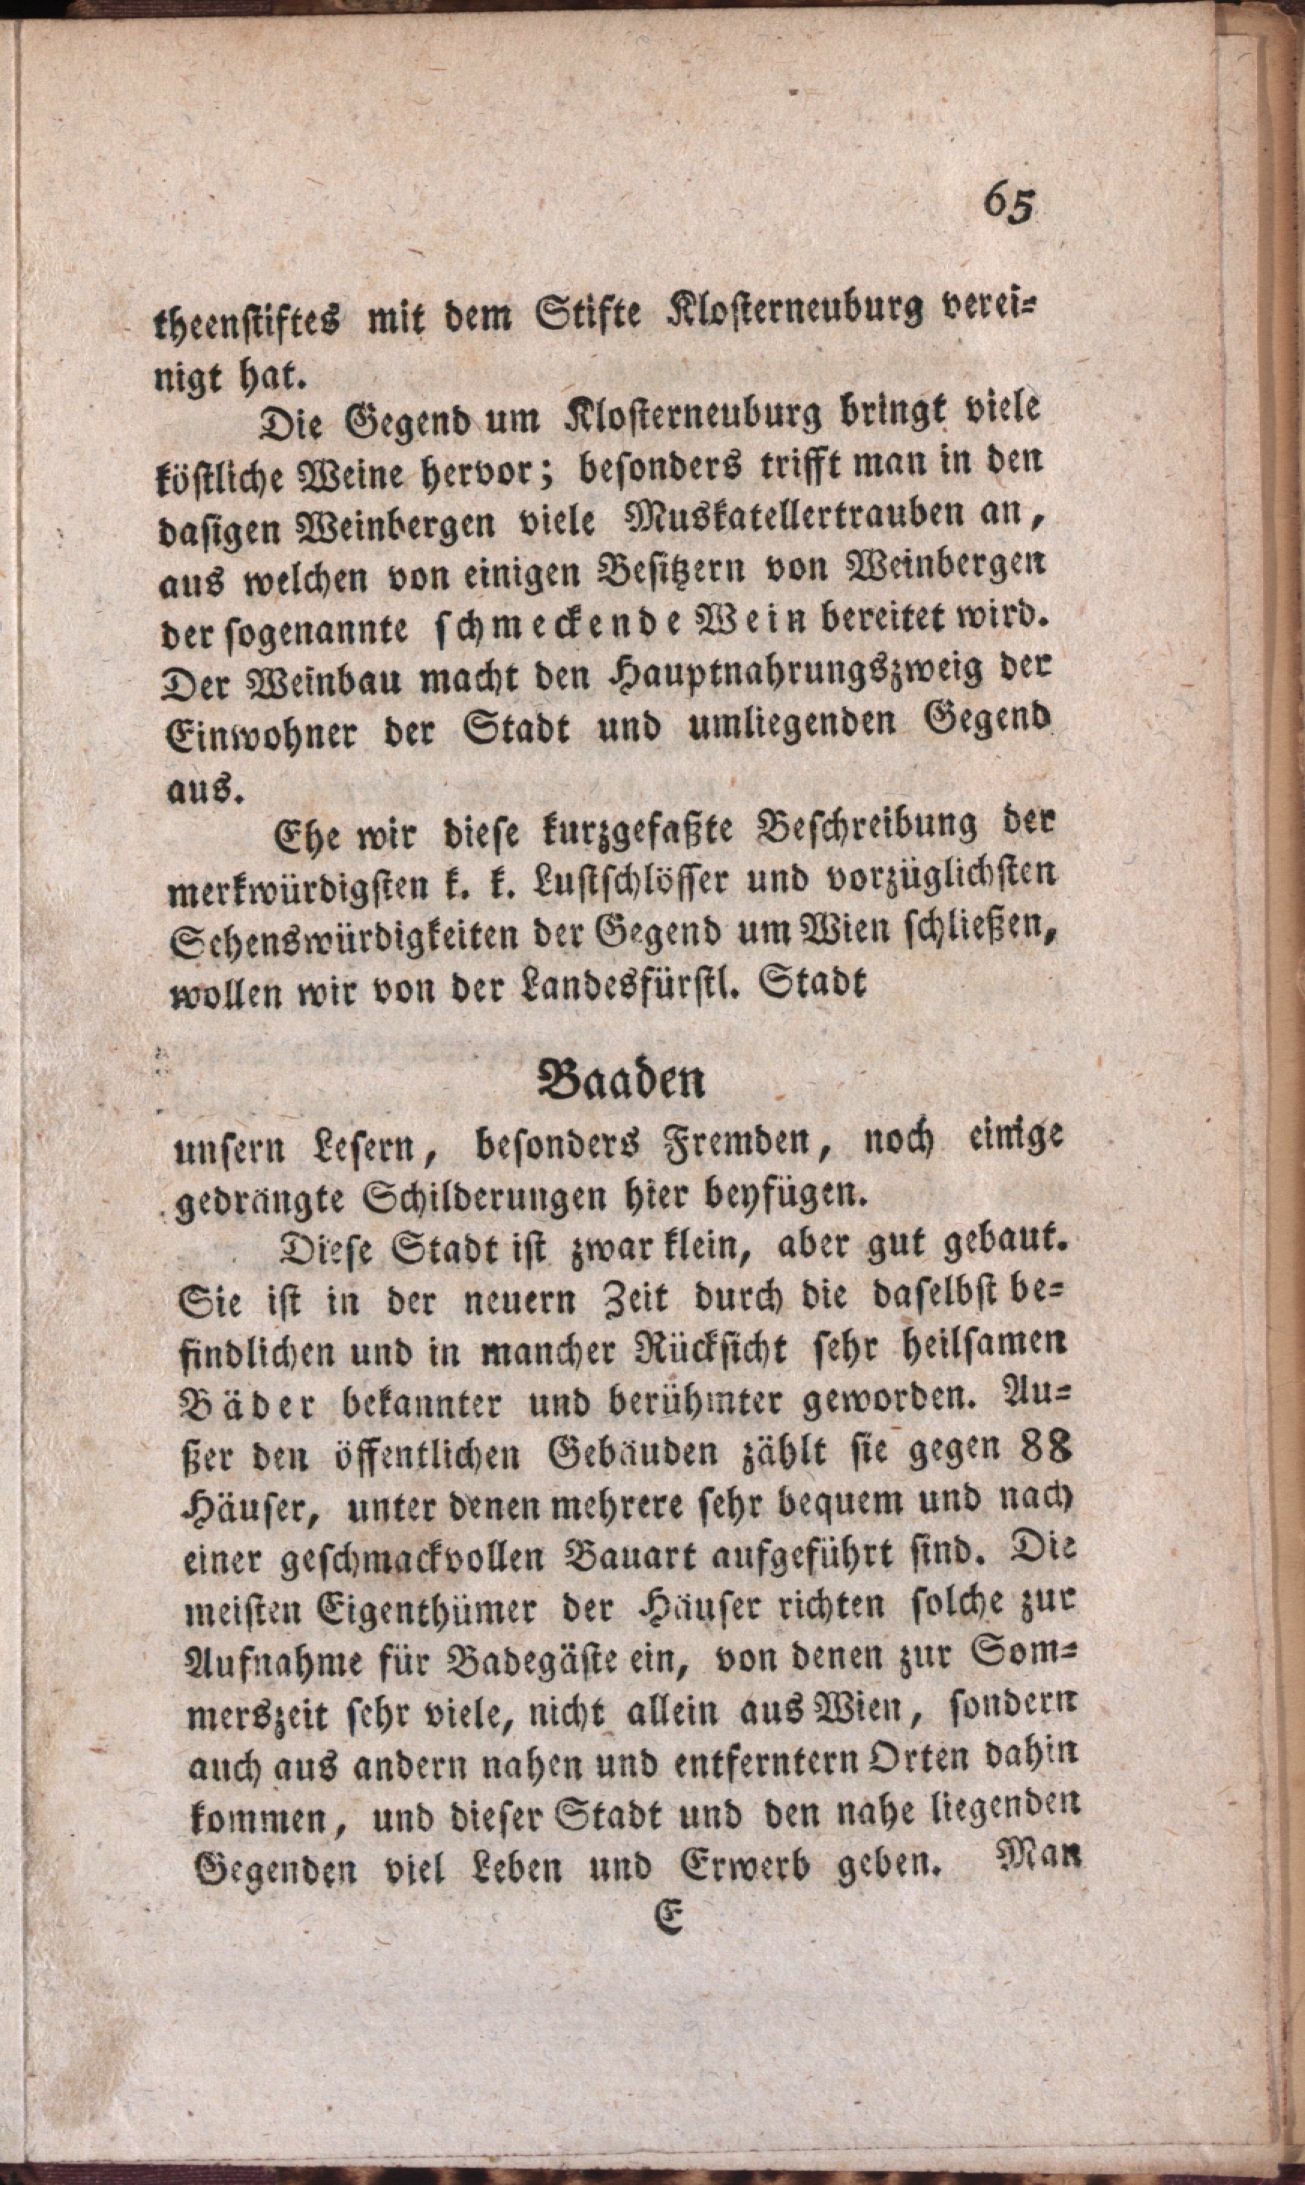 65
theenstiftes mit dem Stifte Klosterneuburg verei-
nigt hat.
Die Gegend um Klosterneuburg bringt viele
köstliche Weine hervor; besonders trifft man in den
dasigen Weinbergen viele Muskatellertrauben an,
aus welchen von einigen Besitzern von Weinbergen
der sogenannte schmeckende Wein bereitet wird.
Der Weinbau macht den Hauptnahrungszweig der
Einwohner der Stadt und umliegenden Gegend
aus.
Ehe wir diese kurzgefaßte Beschreibung der
merkwürdigsten k. k. Lustschlösser und vorzüglichsten
Sehenswürdigkeiten der Gegend um Wien schließen,
wollen wir von der Landesfürstl. Stadt
Baaden
unsern Lesern, besonders Fremden, noch einige
gedrängte Schilderungen hier beyfügen.
Diese Stadt ist zwar klein, aber gut gebaut.
Sie ist in der neuern Zeit durch die daselbst be-
findlichen und in mancher Rücksicht sehr heilsamen
Bäder bekannter und berühmter geworden. Au-
ßer den öffentlichen Gebäuden zählt sie gegen 88
Häuser, unter denen mehrere sehr bequem und nach
einer geschmackvollen Bauart aufgeführt sind. Die
meisten Eigenthümer der Häuser richten solche zur
Aufnahme für Badegäste ein, von denen zur Som-
merszeit sehr viele, nicht allein aus Wien, sondern
auch aus andern nahen und entferntern Orten dahin
kommen, und dieser Stadt und den nahe liegenden
Gegenden viel Leben und Erwerb geben. Man
E